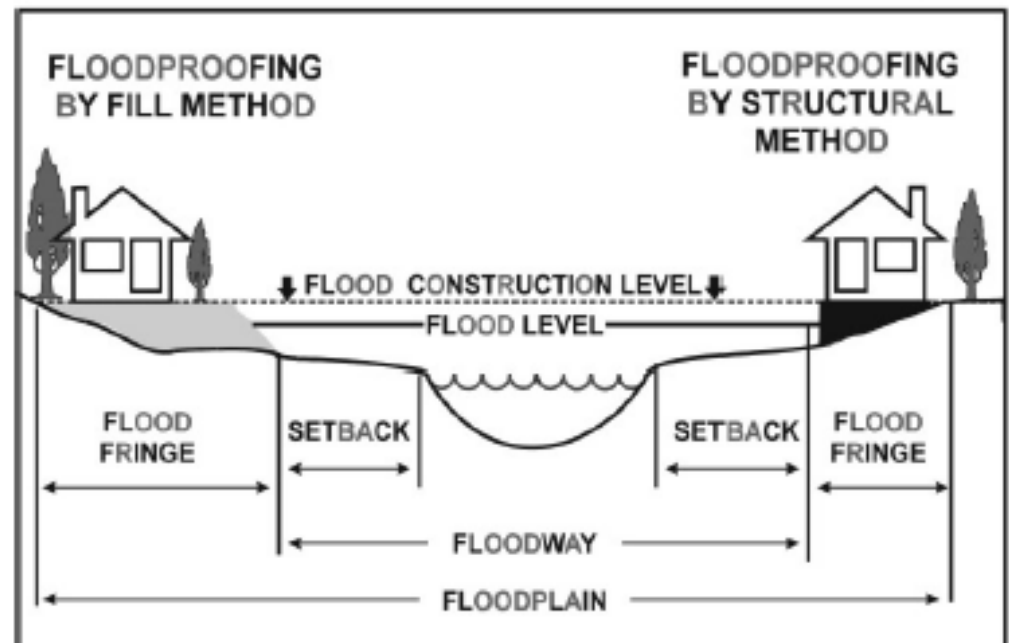 FLOODPROOFING
BY FILL METHOD
FLOODPROOFING
BY STRUCTURAL
METHOD
FLOOD CONSTRUCTION LEVEL
FLOOD LEVEL
FLOOD
FRINGE
SETBACK
SETBACK
FLOOD
FRINGE
FLOODWAY
FLOODPLAIN